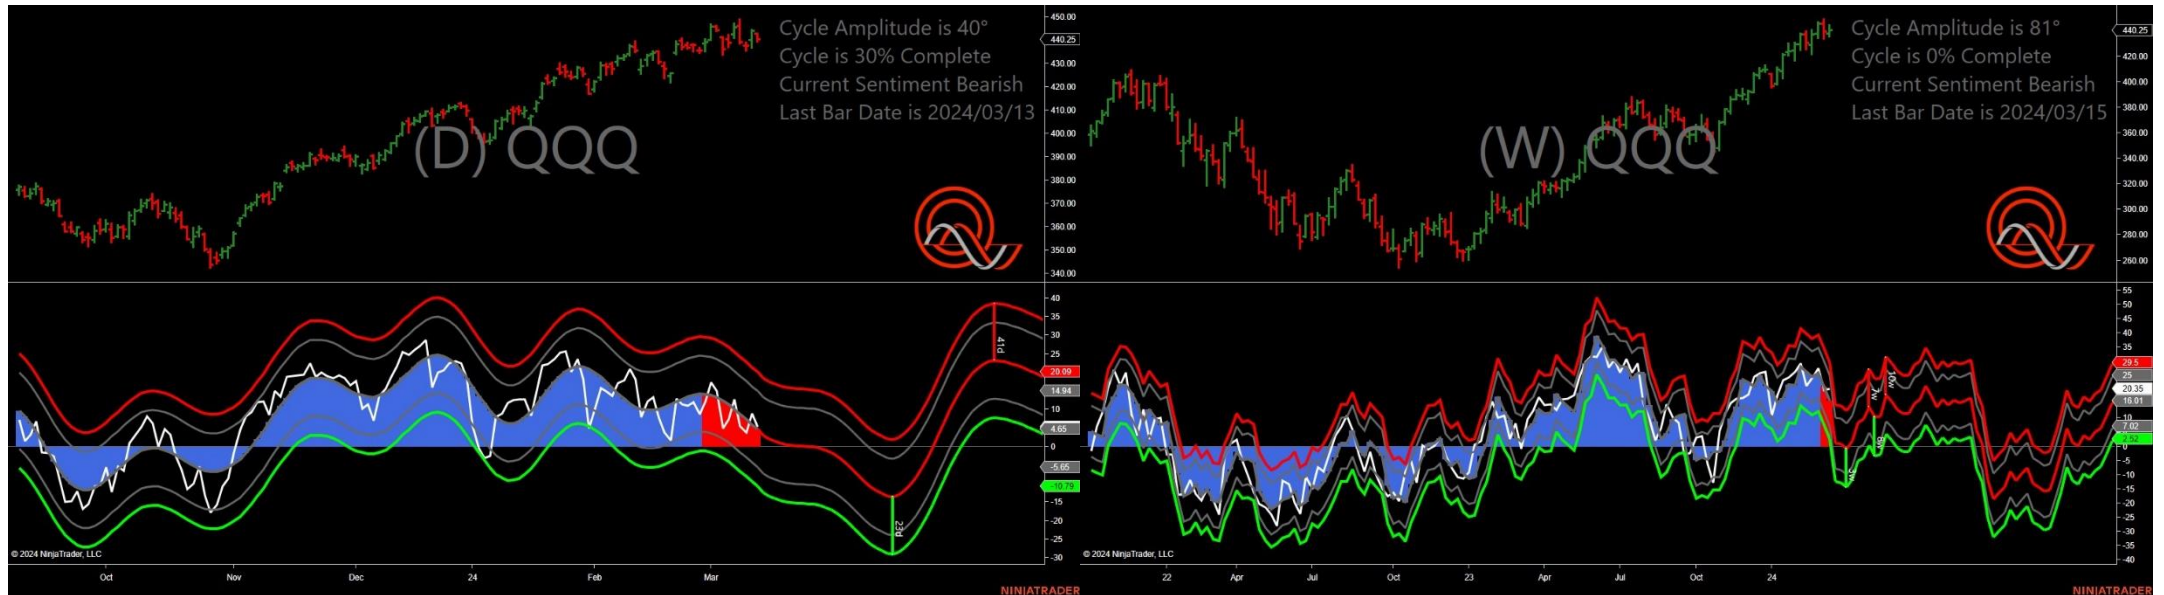 Cycle Amplitude is 40°
Cycle is 30% Complete
Current Sentiment Bearish
Last Bar Date is 2024/03/13
(D) QQQ
450.00
440.25
430.00
420.00
410.00
400.00
390.00
380.00
370.00
360.00
350.00
340.00
40
35
30
25
20.09
14.94
10
4.65
0
-5.65
-10.79
-15
-20
-25
-30
41d
23d
© 2024 NinjaTrader, LLC
Oct
Nov
Dec
24
Feb
Mar
NINJATRADER
Cycle Amplitude is 81°
Cycle is 0% Complete
Current Sentiment Bearish
Last Bar Date is 2024/03/15
(W) QQQ
440.25
420.00
400.00
380.00
360.00
340.00
320.00
300.00
280.00
260.00
55
50
45
40
35
29.5
25
20.35
16.01
10
7.02
2.52
0
-5
-10
-15
-20
-25
-30
-35
-40
7w
10w
3w
© 2024 NinjaTrader, LLC
22
Apr
Jul
Oct
23
Apr
Jul
Oct
24
NINJATRADER